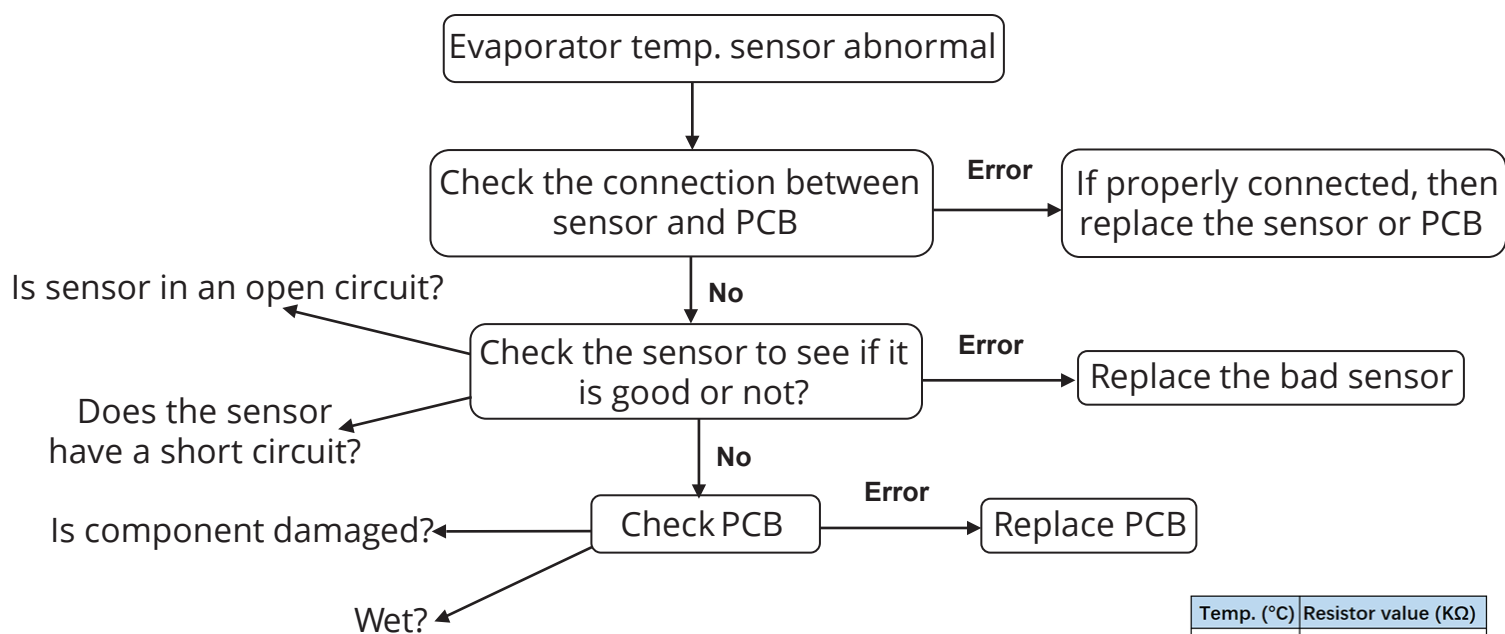 Evaporator temp. sensor abnormal
Check the connection between
sensor and PCB
Error
If properly connected, then
replace the sensor or PCB
No
Is sensor in an open circuit?
Check the sensor to see if it
is good or not?
Error
Replace the bad sensor
Does the sensor
have a short circuit?
No
Check PCB
Error
Replace PCB
Is component damaged?
Wet?
Temp. (°C) Resistor value (KΩ)